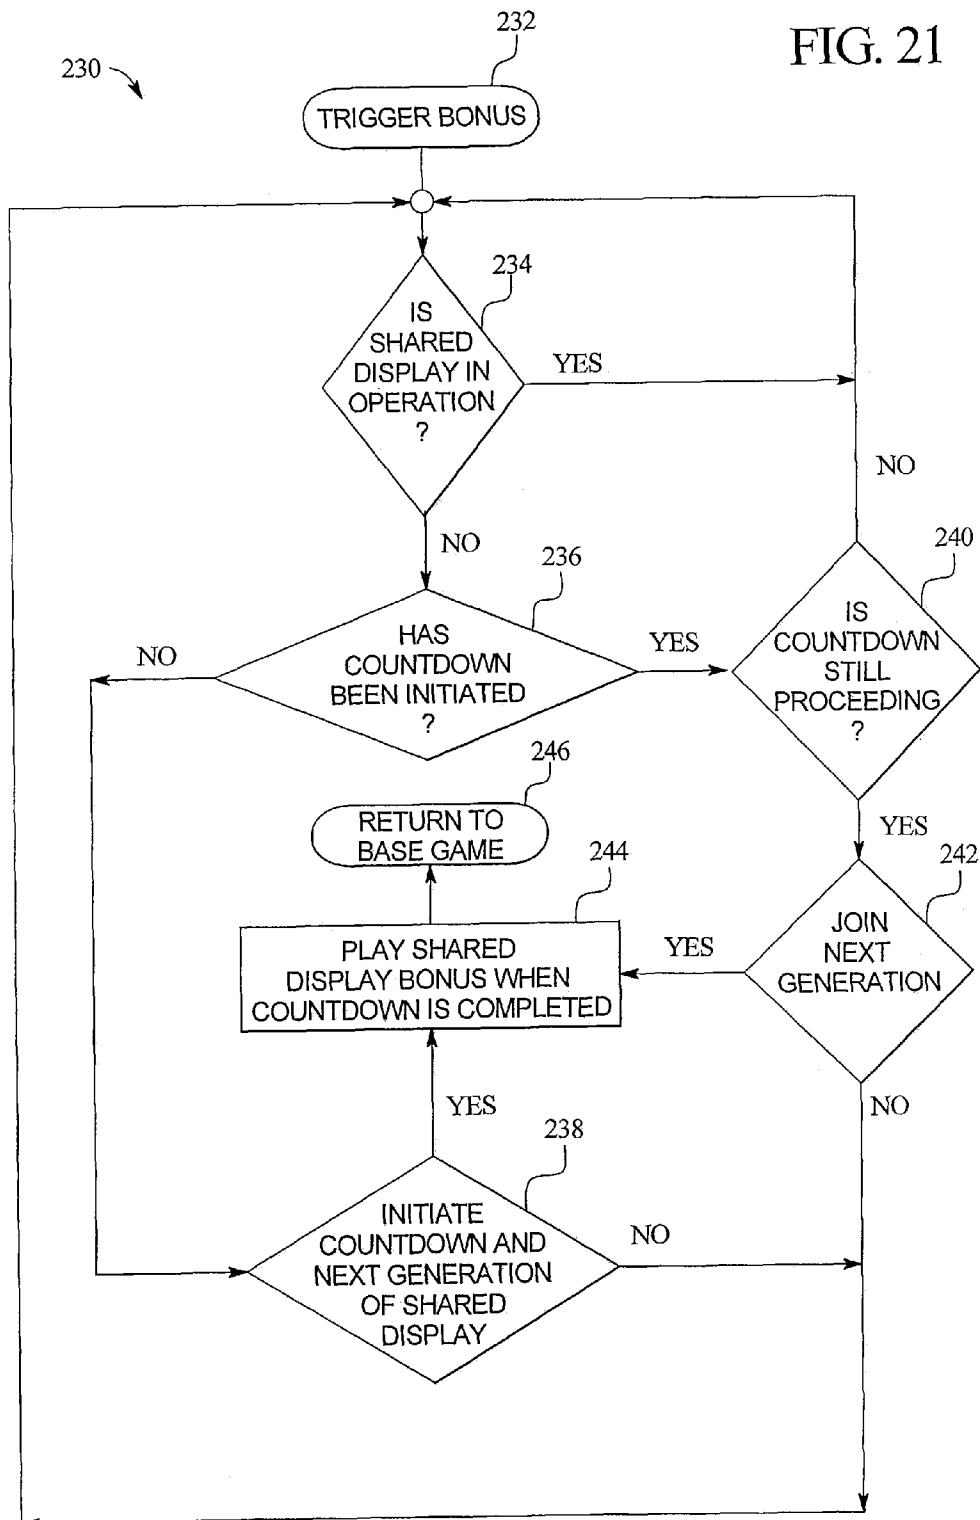 FIG. 21
230
232
TRIGGER BONUS
234
IS
SHARED
DISPLAY IN
OPERATION
?
YES
NO
NO
236
HAS
COUNTDOWN
BEEN INITIATED
?
NO
YES
240
IS
COUNTDOWN
STILL
PROCEEDING
?
YES
246
RETURN TO
BASE GAME
244
PLAY SHARED
DISPLAY BONUS WHEN
COUNTDOWN IS COMPLETED
YES
242
JOIN
NEXT
GENERATION
NO
YES
238
INITIATE
COUNTDOWN AND
NEXT GENERATION
OF SHARED
DISPLAY
NO